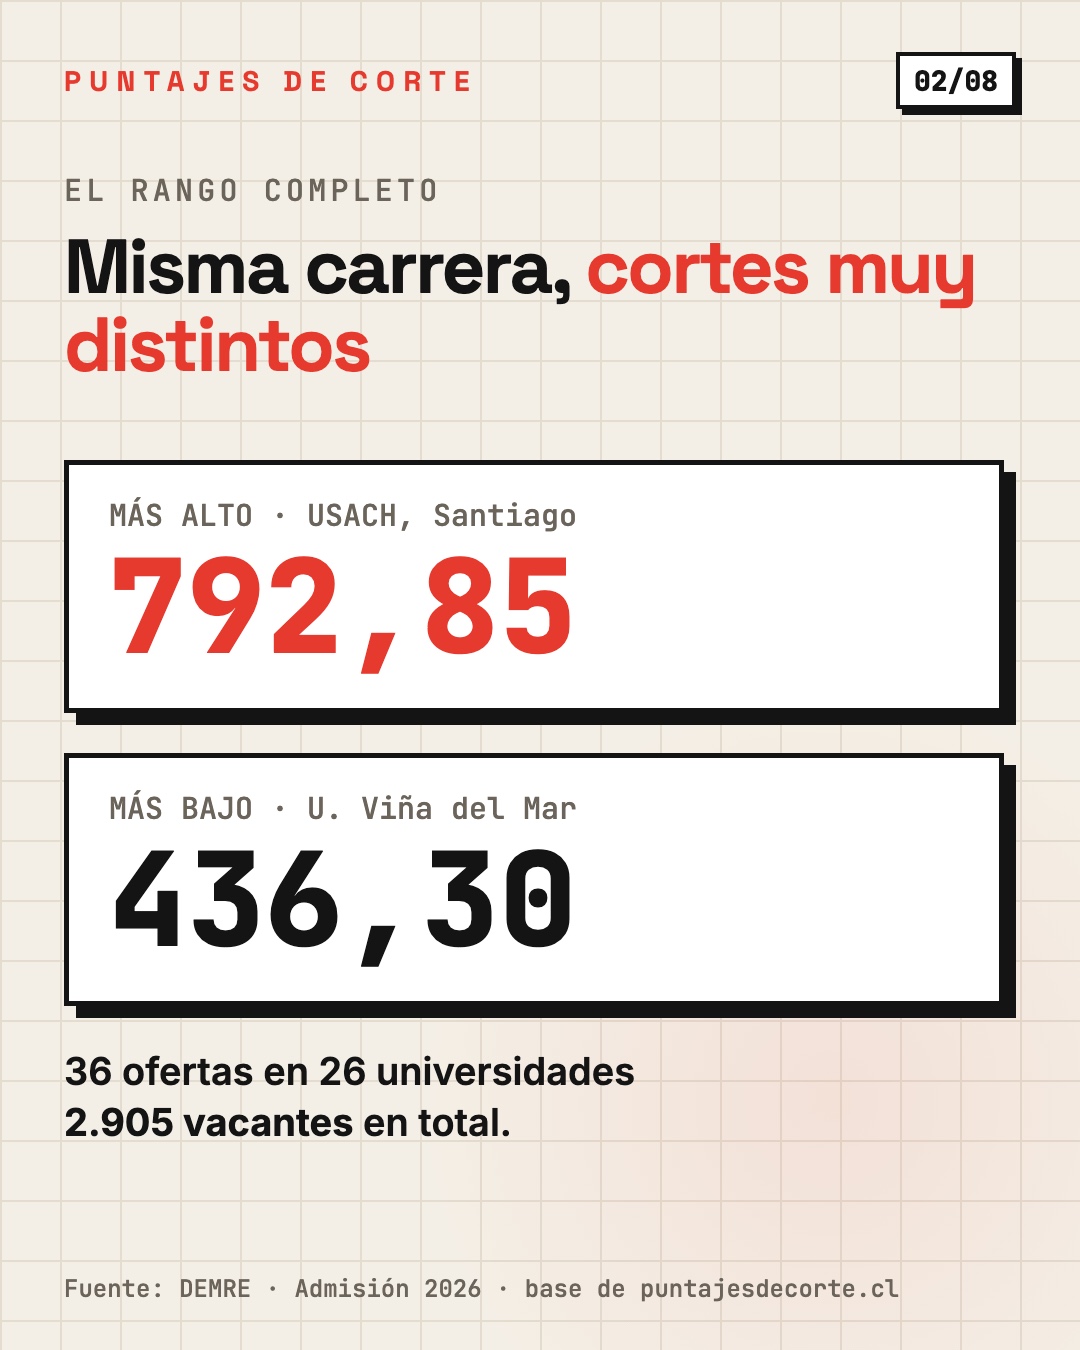 PUNTAJES DE CORTE
02/08
EL RANGO COMPLETO
Misma carrera, cortes muy
distintos
MÁS ALTO · USACH, Santiago
792,85
MÁS BAJO · U. Viña del Mar
436,30
36 ofertas en 26 universidades
2.905 vacantes en total.
Fuente: DEMRE · Admisión 2026 · base de puntajesdecorte.cl